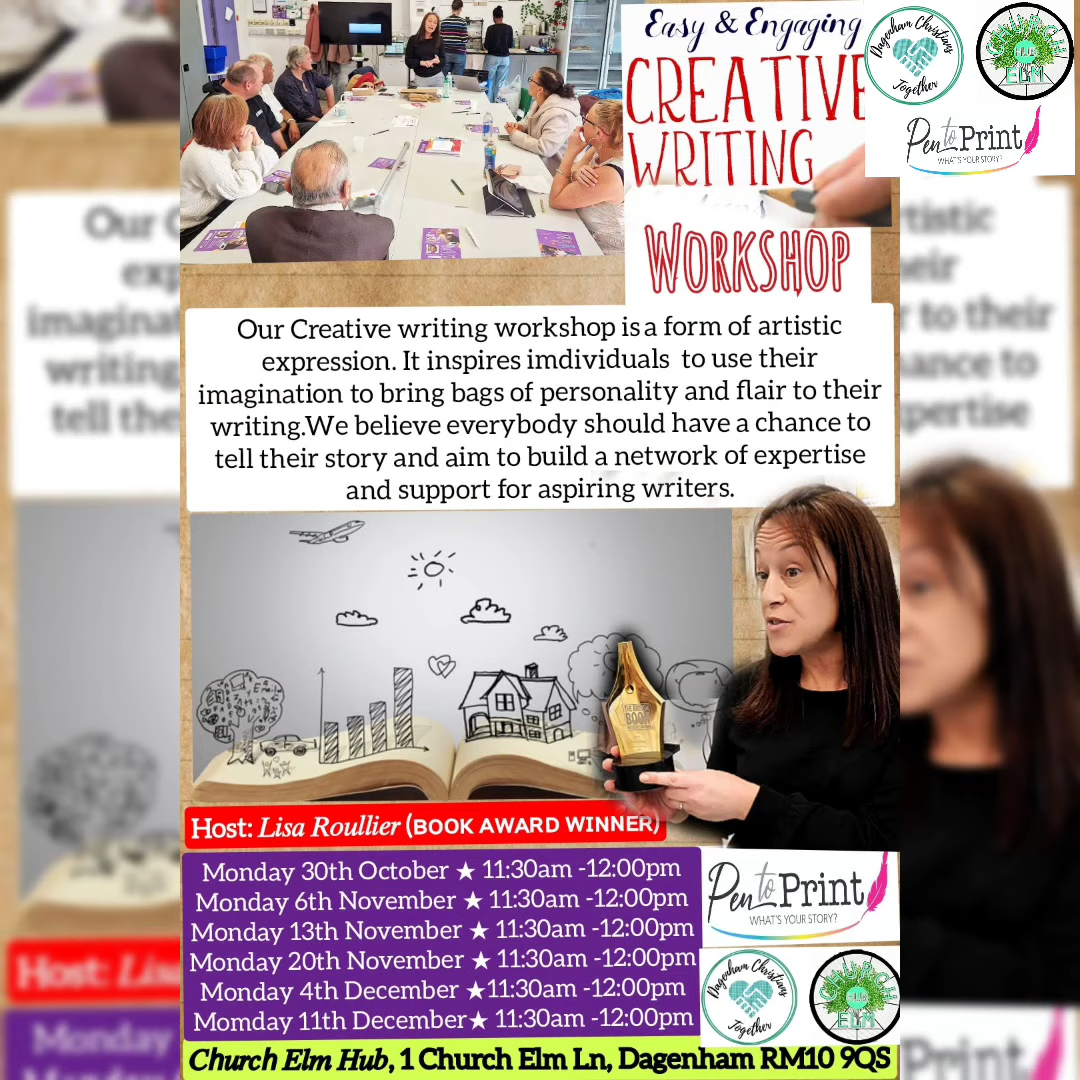 Easy & Engaging
CREATIVE
WRITING
WORKSHOP
Dagenham Christians
Together
CHURCH
HUB
ELM
Pen to Print
WHAT'S YOUR STORY?
Our Creative writing workshop is a form of artistic
expression. It inspires imdividuals to use their
imagination to bring bags of personality and flair to their
writing.We believe everybody should have a chance to
tell their story and aim to build a network of expertise
and support for aspiring writers.
BOOK
Host: Lisa Roullier (BOOK AWARD WINNER)
Monday 30th October ★ 11:30am -12:00pm
Monday 6th November ★ 11:30am -12:00pm
Monday 13th November ★ 11:30am -12:00pm
Monday 20th November ★ 11:30am -12:00pm
Monday 4th December ★11:30am -12:00pm
Momday 11th December★ 11:30am -12:00pm
Pen to Print
WHAT'S YOUR STORY?
Dagenham Christians
Together
CHURCH
HUB
ELM
Church Elm Hub, 1 Church Elm Ln, Dagenham RM10 9QS